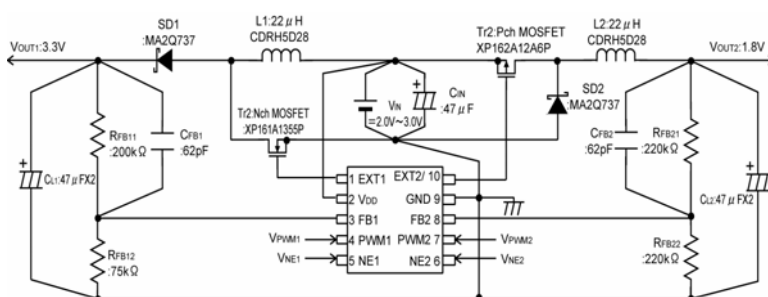 SD1
:MA2Q737
L1:22μH
CDRH5D28
Tr2:Pch MOSFET
XP162A12A6P
L2:22μH
CDRH5D28
VOUT1:3.3V
VOUT2:1.8V
SD2
:MA2Q737
Tr2:Nch MOSFET
:XP161A1355P
VIN
=2.0V~3.0V
CIN
:47μF
RFB11
:200kΩ
CFB1
:62pF
CFB2
:62pF
RFB21
:220kΩ
CL1:47μFX2
CL2:47μFX2
1 EXT1
EXT2/ 10
2 VDD
GND 9
3 FB1
FB2 8
VPWM1
4 PWM1
PWM2 7
VPWM2
VNE1
5 NE1
NE2 6
VNE2
RFB12
:75kΩ
RFB22
:220kΩ